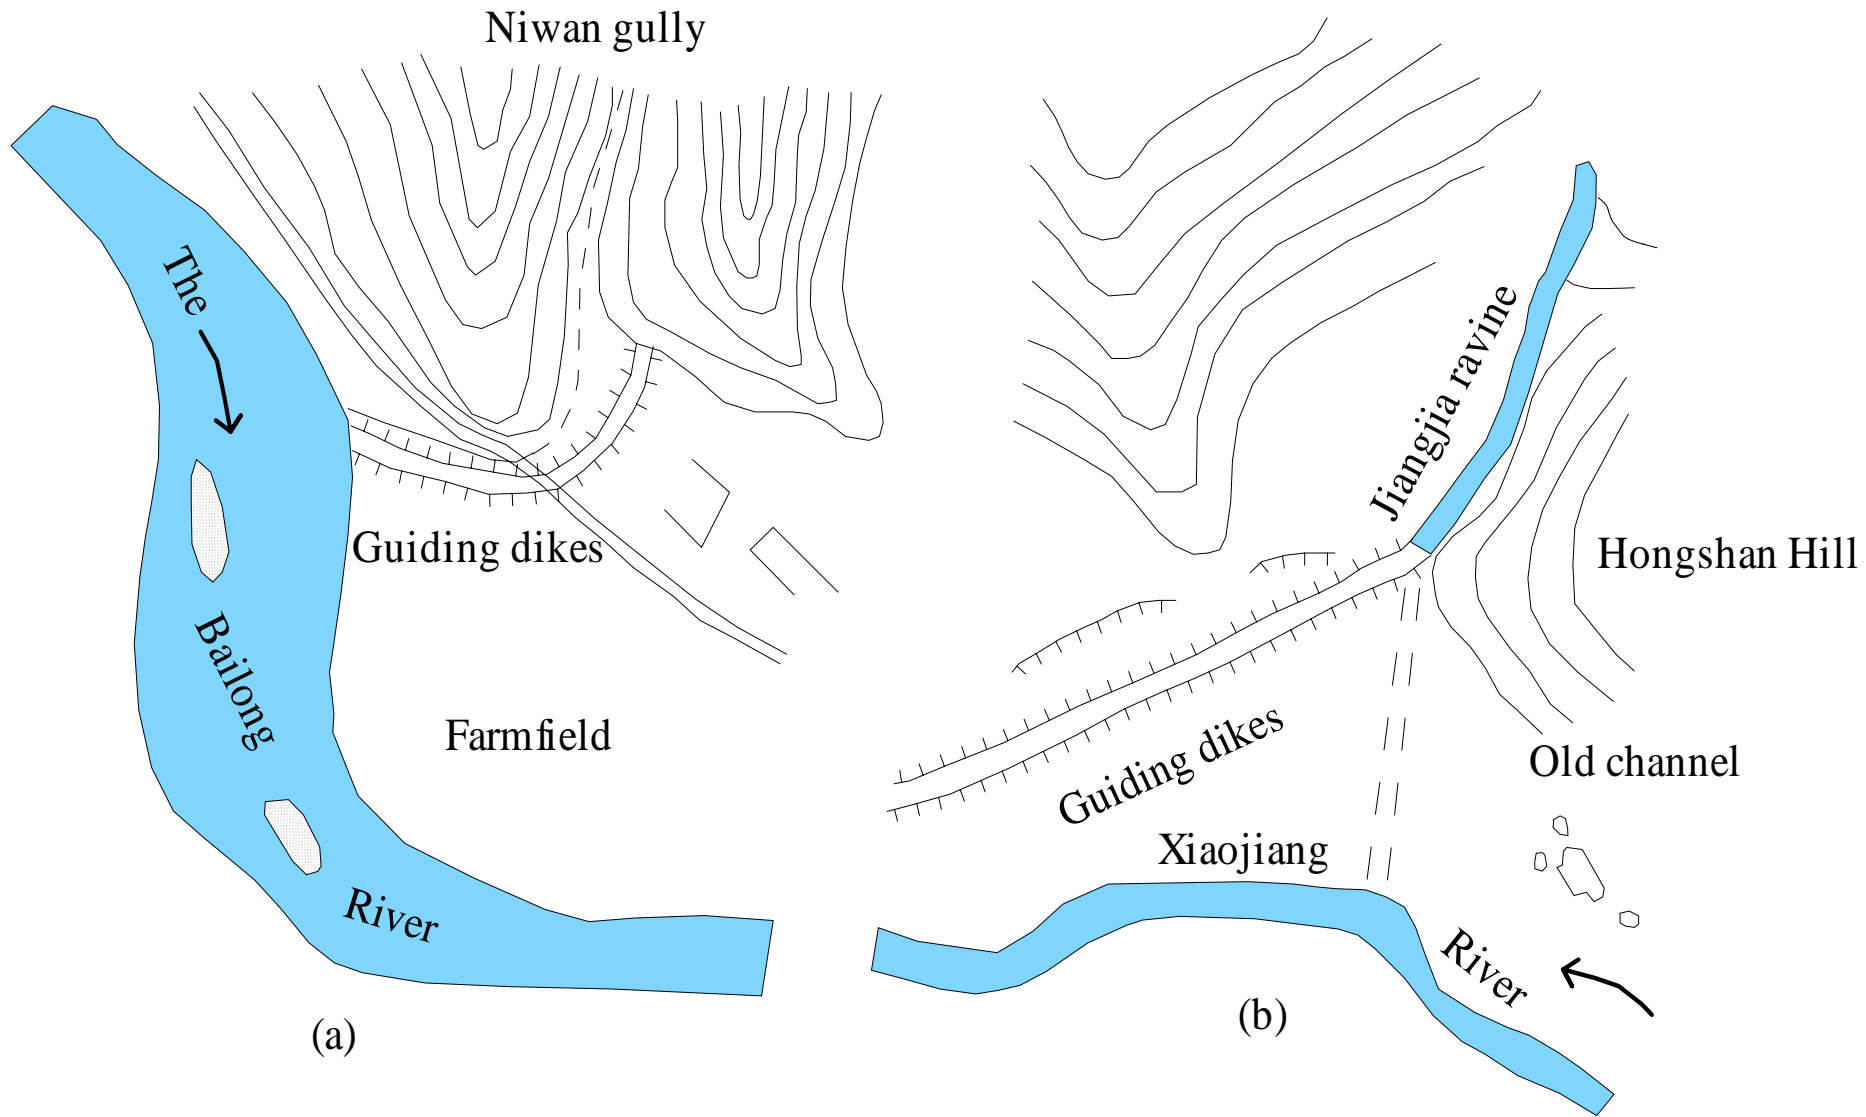 Niwan gully
The
Bailong
River
Guiding dikes
Farmfield
(a)
Jiangjia ravine
Hongshan Hill
Guiding dikes
Old channel
Xiaojiang
River
(b)